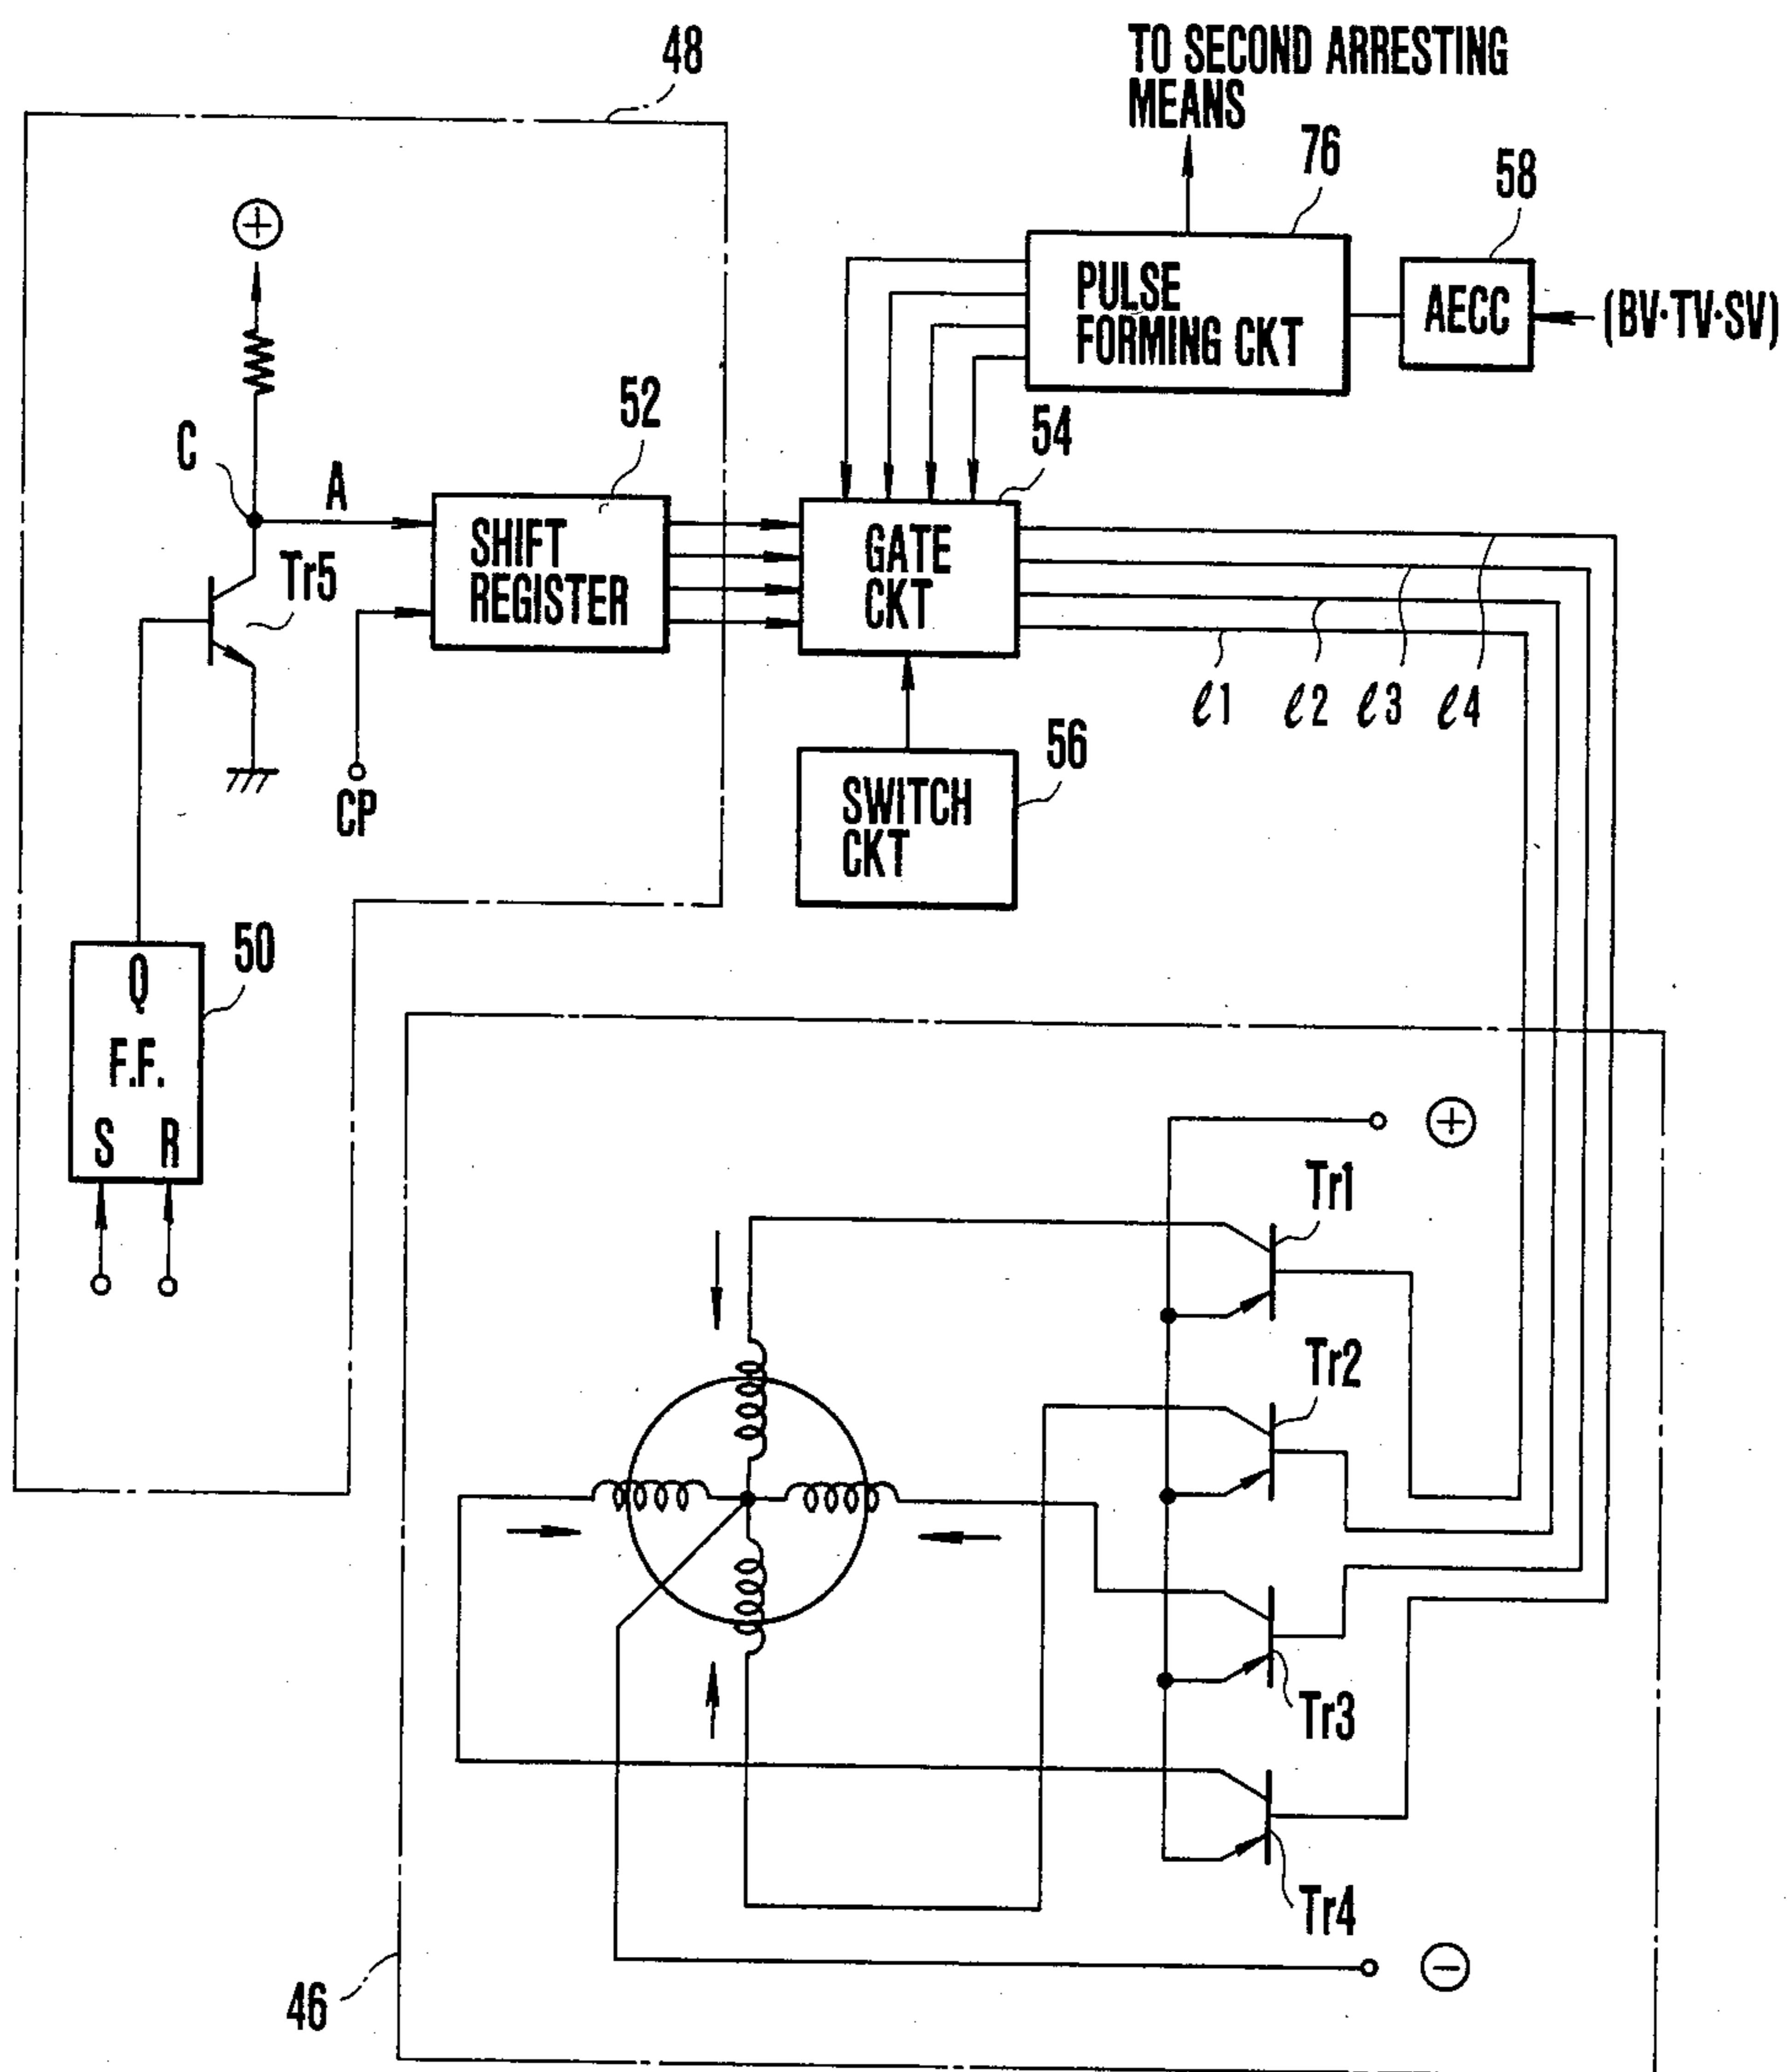 48
TO SECOND ARRESTING
MEANS
76
58
+
PULSE
FORMING CKT
AECC
(BV·TV·SV)
52
54
C
A
SHIFT
REGISTER
GATE
CKT
Tr5
ℓ1
ℓ2
ℓ3
ℓ4
CP
56
SWITCH
CKT
50
Q
F.F.
S R
+
Tr1
Tr2
Tr3
Tr4
46
−